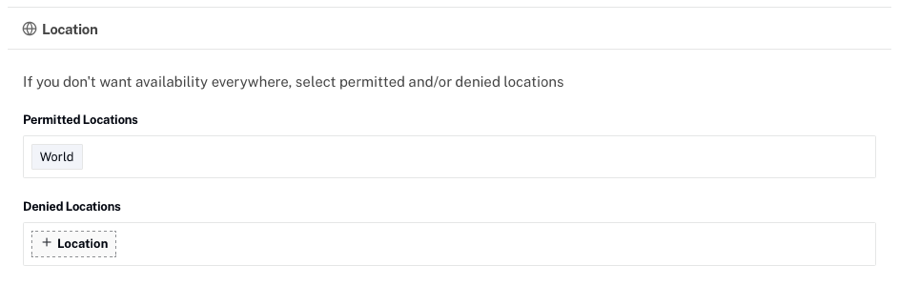 Location
If you don't want availability everywhere, select permitted and/or denied locations
Permitted Locations
World
Denied Locations
+ Location